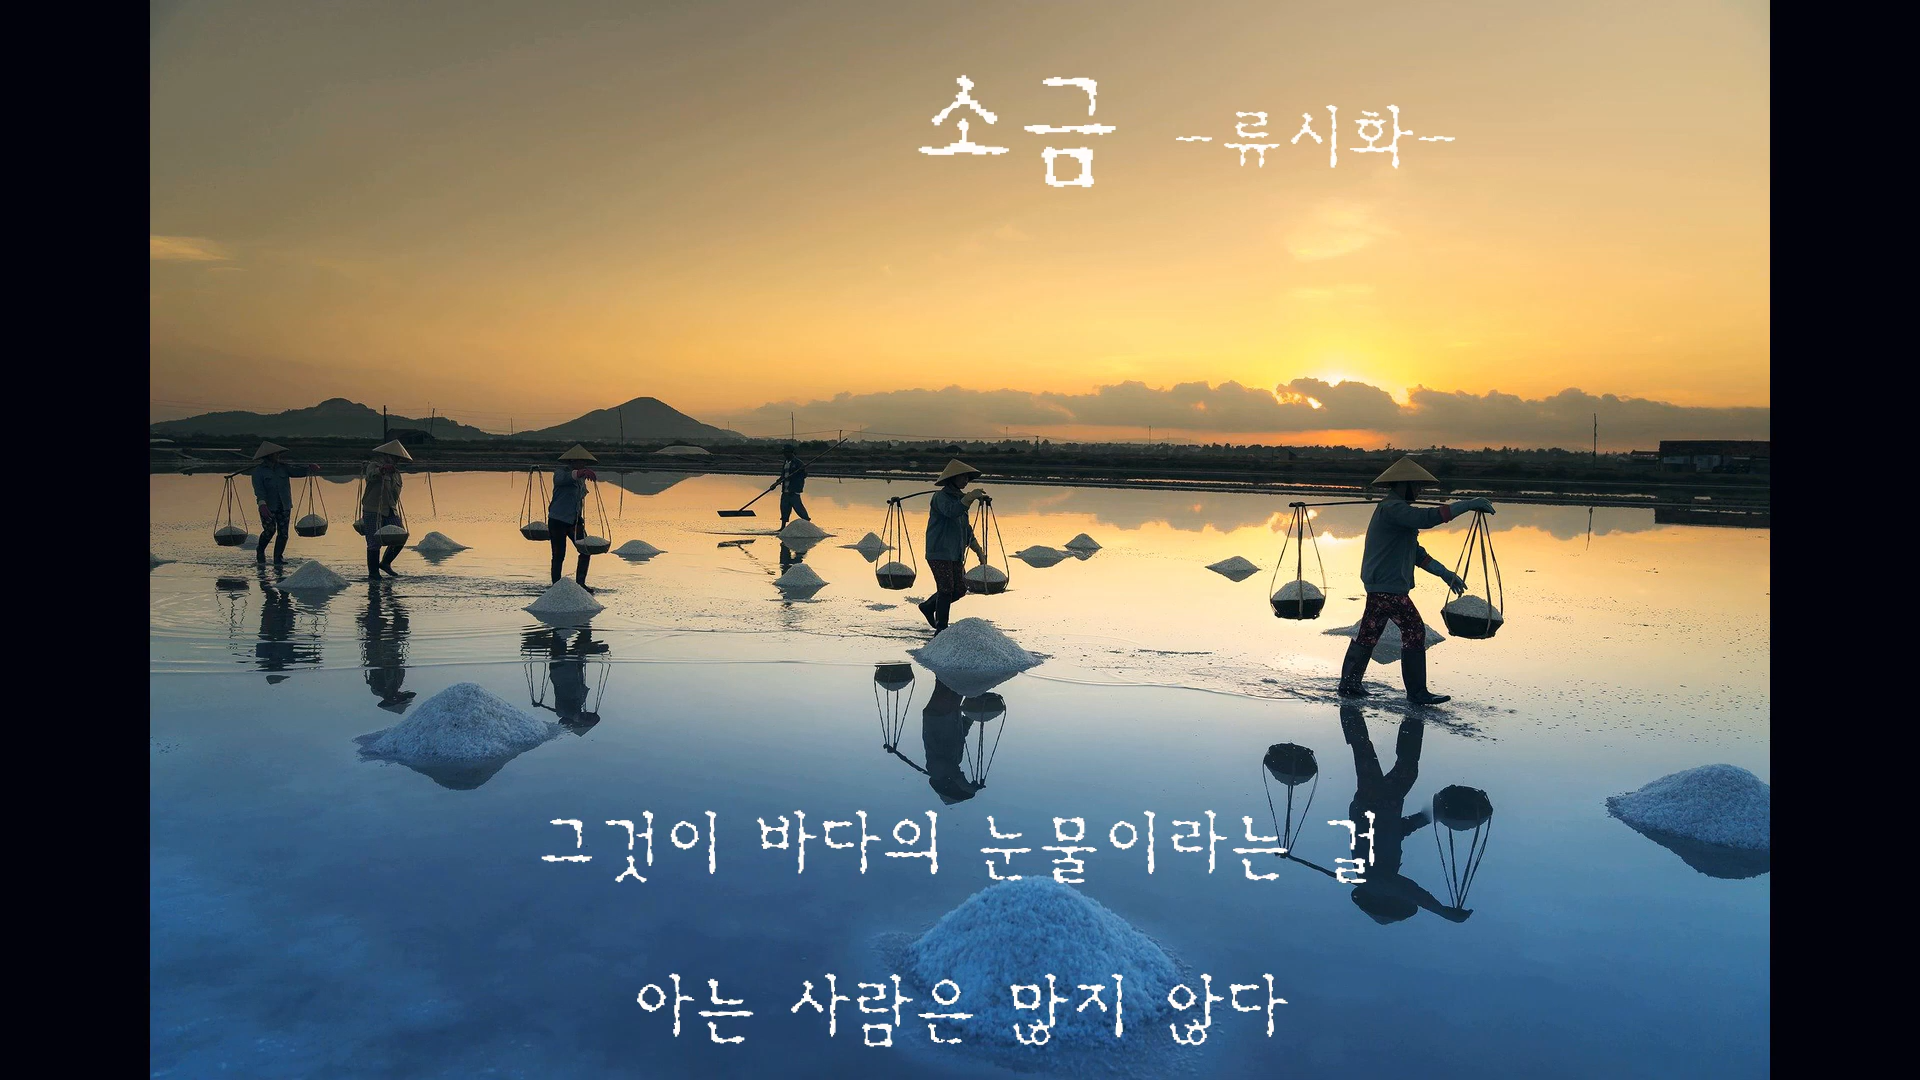 소금 -류시화-
그것이 바다의 눈물이라는 걸
아는 사람은 많지 않다